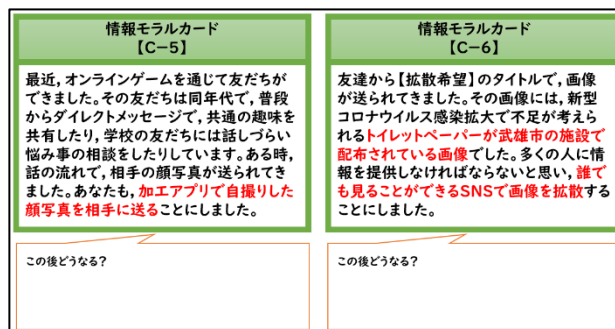 情報モラルカード
【C−5】
最近,オンラインゲームを通じて友だちが
できました。その友だちは同年代で,普段
からダイレクトメッセージで,共通の趣味を
共有したり,学校の友だちには話しづらい
悩み事の相談をしたりしています。ある時,
話の流れで,相手の顔写真が送られてき
ました。あなたも,加工アプリで自撮りした
顔写真を相手に送ることにしました。
この後どうなる?
情報モラルカード
【C−6】
友達から【拡散希望】のタイトルで,画像
が送られてきました。その画像には,新型
コロナウイルス感染拡大で不足が考えら
れるトイレットペーパーが武雄市の施設で
配布されている画像でした。多くの人に情
報を提供しなければならないと思い,誰で
も見ることができるSNSで画像を拡散する
ことにしました。
この後どうなる?